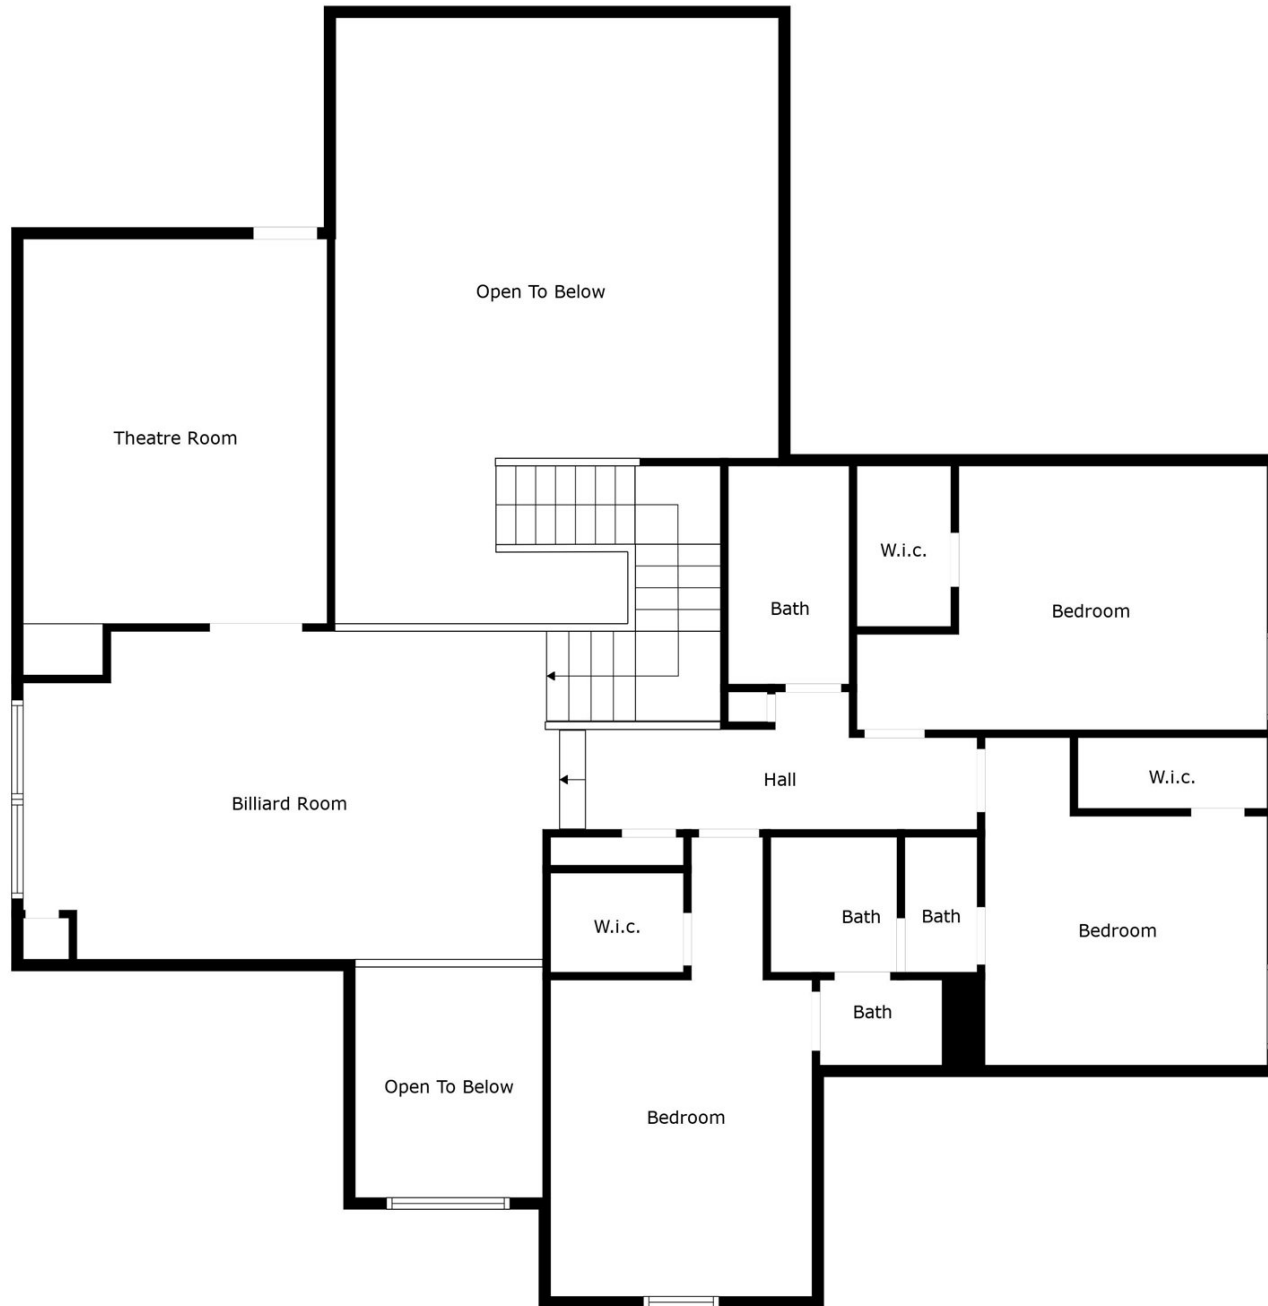 Open To Below
Theatre Room
W.i.c.
Bath
Bedroom
Hall
W.i.c.
Billiard Room
W.i.c.
Bath
Bath
Bedroom
Bath
Open To Below
Bedroom